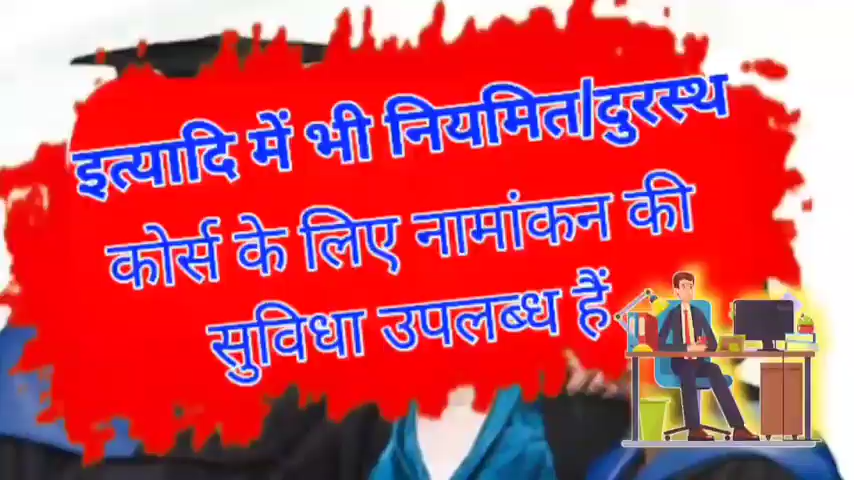 इत्यादि में भी नियमित/दुरस्थ
कोर्स के लिए नामांकन की
सुविधा उपलब्ध हैं